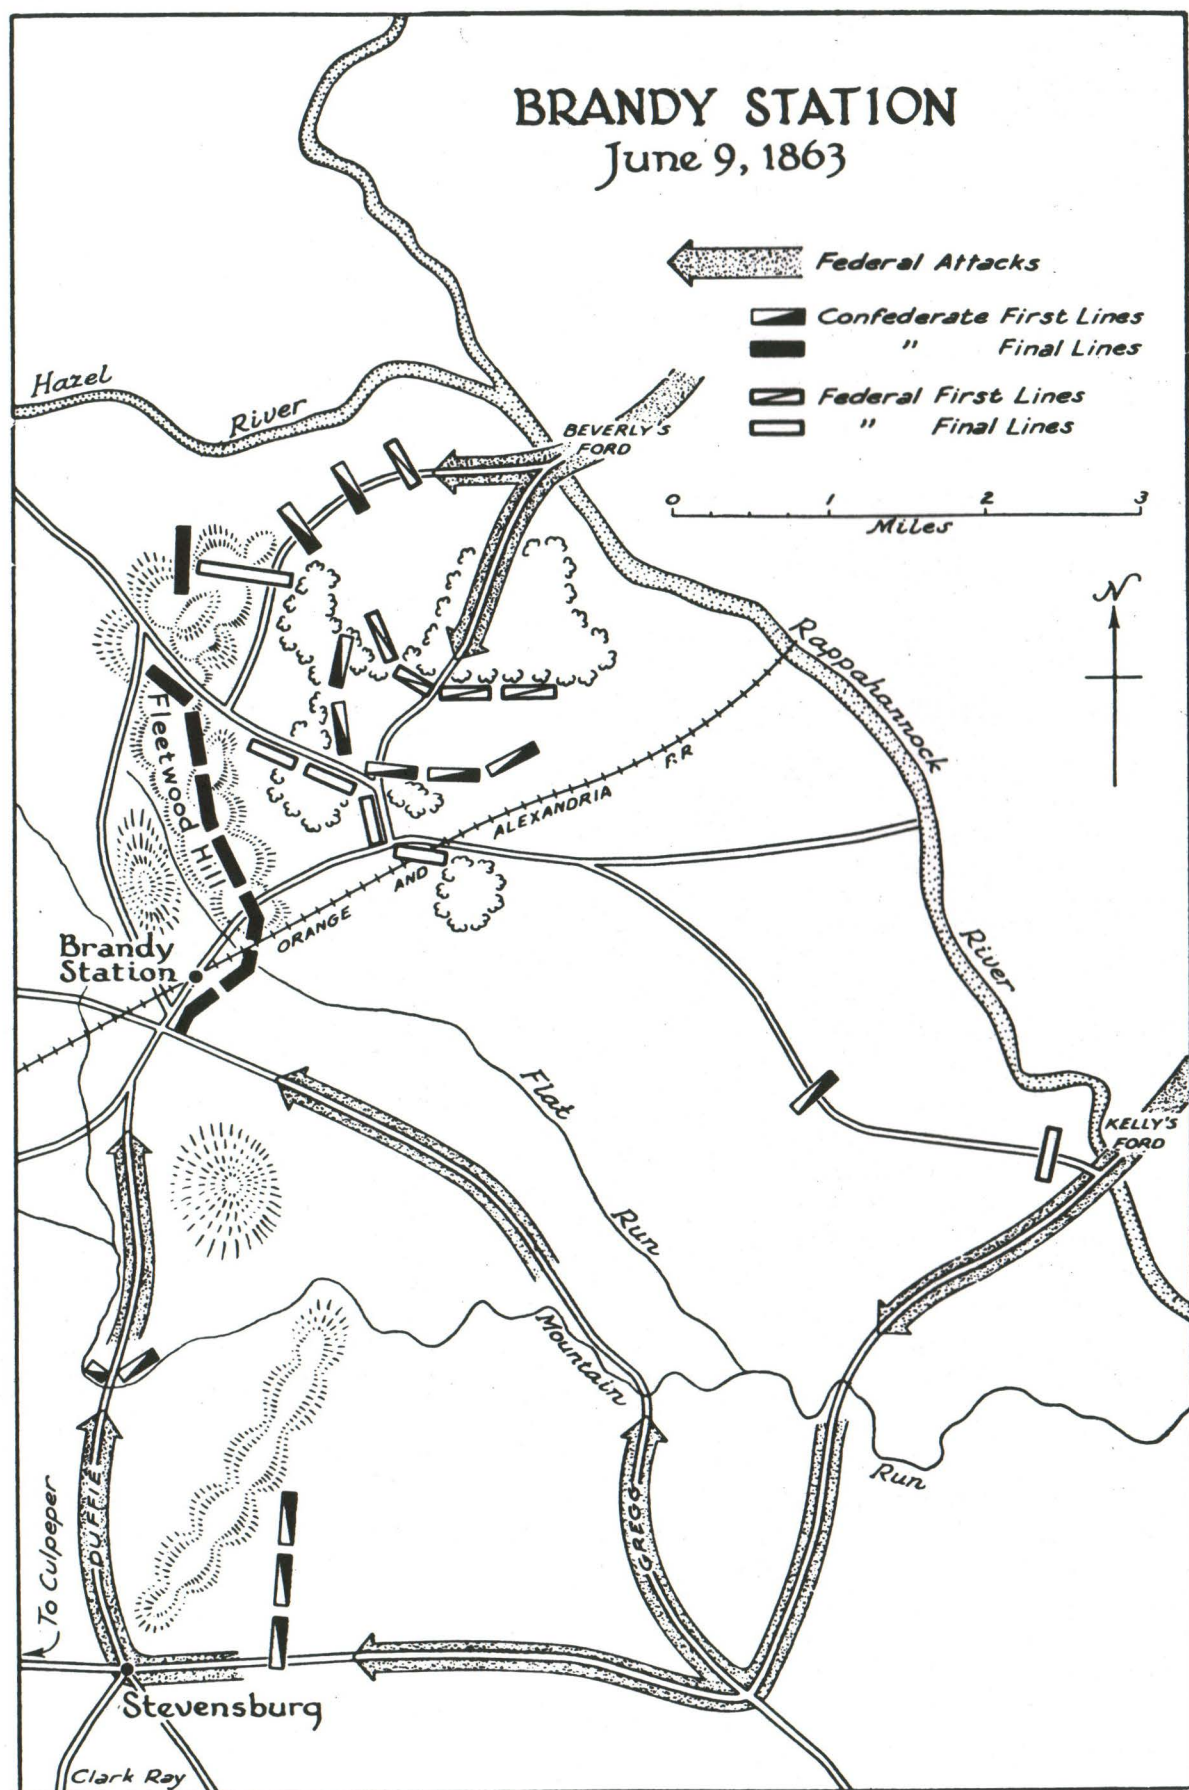 BRANDY STATION
June 9, 1863
Federal Attacks
Confederate First Lines
" Final Lines
Federal First Lines
" Final Lines
Hazel
River
BEVERLY'S
FORD
0 1 2 3
Miles
N
Rappahannock
River
Fleetwood Hill
ORANGE AND ALEXANDRIA R.R
Brandy
Station
Flat
Run
KELLY'S
FORD
Mountain
Run
DUFFIE
GREGG
To Culpeper
Stevensburg
Clark Ray